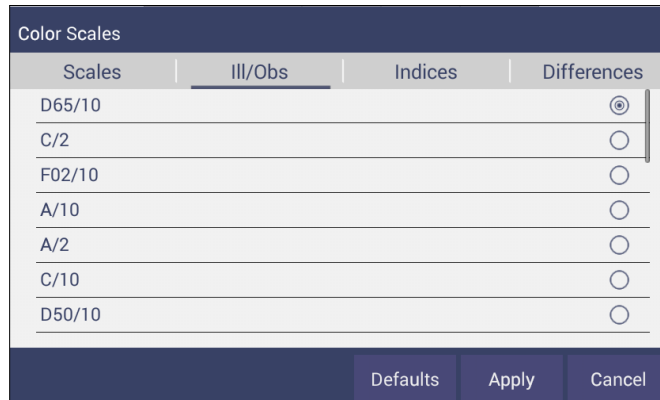 Color Scales
Scales Ill/Obs Indices Differences
D65/10
C/2
F02/10
A/10
A/2
C/10
D50/10
Defaults Apply Cancel